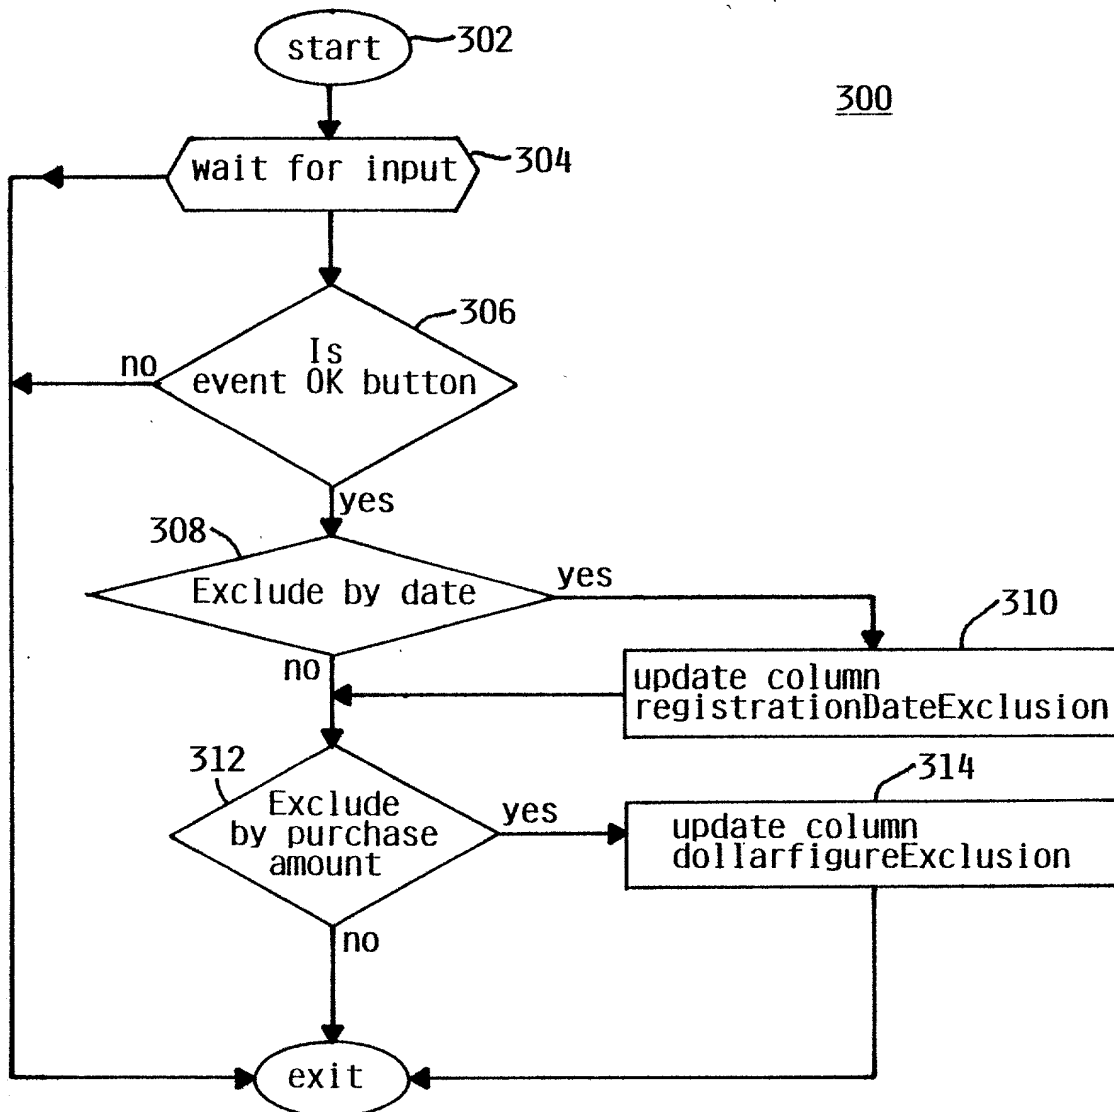 start
302
300
wait for input
304
306
Is
event OK button
no
yes
308
Exclude by date
yes
310
no
update column
registrationDateExclusion
312
Exclude
by purchase
amount
yes
314
update column
dollarfigureExclusion
no
exit